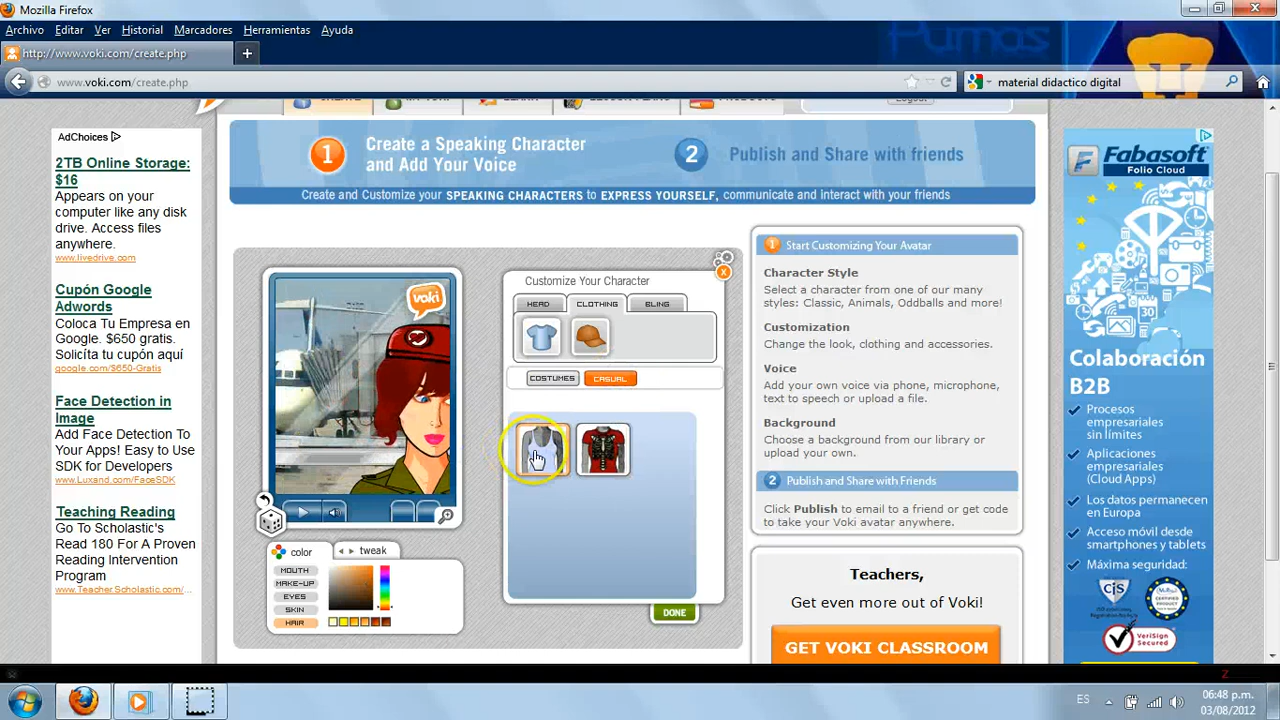 Mozilla Firefox
Archivo Editar Ver Historial Marcadores Herramientas Ayuda
Pumas
http://www.voki.com/create.php
www.voki.com/create.php
material didactico digital
Logout
AdChoices
2TB Online Storage:
$16
Appears on your
computer like any disk
drive. Access files
anywhere.
www.livedrive.com
Cupón Google
Adwords
Coloca Tu Empresa en
Google. $650 gratis.
Solicita tu cupón aquí
google.com/$650-Gratis
Face Detection in
Image
Add Face Detection To
Your Apps! Easy to Use
SDK for Developers
www.Luxand.com/FaceSDK
Teaching Reading
Go To Scholastic's
Read 180 For A Proven
Reading Intervention
Program
www.Teacher.Scholastic.com/...
1 Create a Speaking Character
and Add Your Voice
2 Publish and Share with friends
Create and Customize your SPEAKING CHARACTERS to EXPRESS YOURSELF, communicate and interact with your friends
voki
color
tweak
MOUTH
MAKE-UP
EYES
SKIN
HAIR
Customize Your Character
X
HEAD CLOTHING BLING
COSTUMES CASUAL
DONE
1 Start Customizing Your Avatar
Character Style
Select a character from one of our many
styles: Classic, Animals, Oddballs and more!
Customization
Change the look, clothing and accessories.
Voice
Add your own voice via phone, microphone,
text to speech or upload a file.
Background
Choose a background from our library or
upload your own.
2 Publish and Share with Friends
Click Publish to email to a friend or get code
to take your Voki avatar anywhere.
Teachers,
Get even more out of Voki!
GET VOKI CLASSROOM
Fabasoft
Folio Cloud
Colaboración
B2B
Procesos
empresariales
sin límites
Aplicaciones
empresariales
(Cloud Apps)
Los datos permanecen
en Europa
Acceso móvil desde
smartphones y tablets
Máxima seguridad:
CIS
VeriSign
Secured
Z
ES
06:48 p.m.
03/08/2012